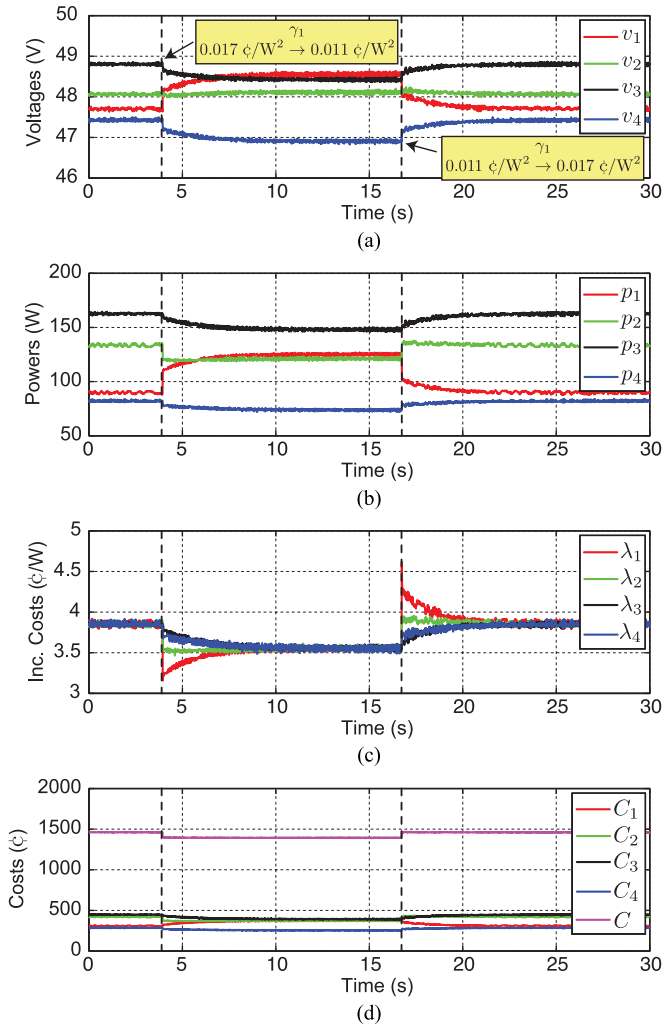 50
49
48
47
46
Voltages (V)
γ1
0.017 ¢/W² → 0.011 ¢/W²
v1
v2
v3
v4
γ1
0.011 ¢/W² → 0.017 ¢/W²
0 5 10 15 20 25 30
Time (s)
(a)
200
150
100
50
Powers (W)
p1
p2
p3
p4
0 5 10 15 20 25 30
Time (s)
(b)
5
4.5
4
3.5
3
Inc. Costs (¢/W)
λ1
λ2
λ3
λ4
0 5 10 15 20 25 30
Time (s)
(c)
2000
1500
1000
500
0
Costs (¢)
C1
C2
C3
C4
C
0 5 10 15 20 25 30
Time (s)
(d)